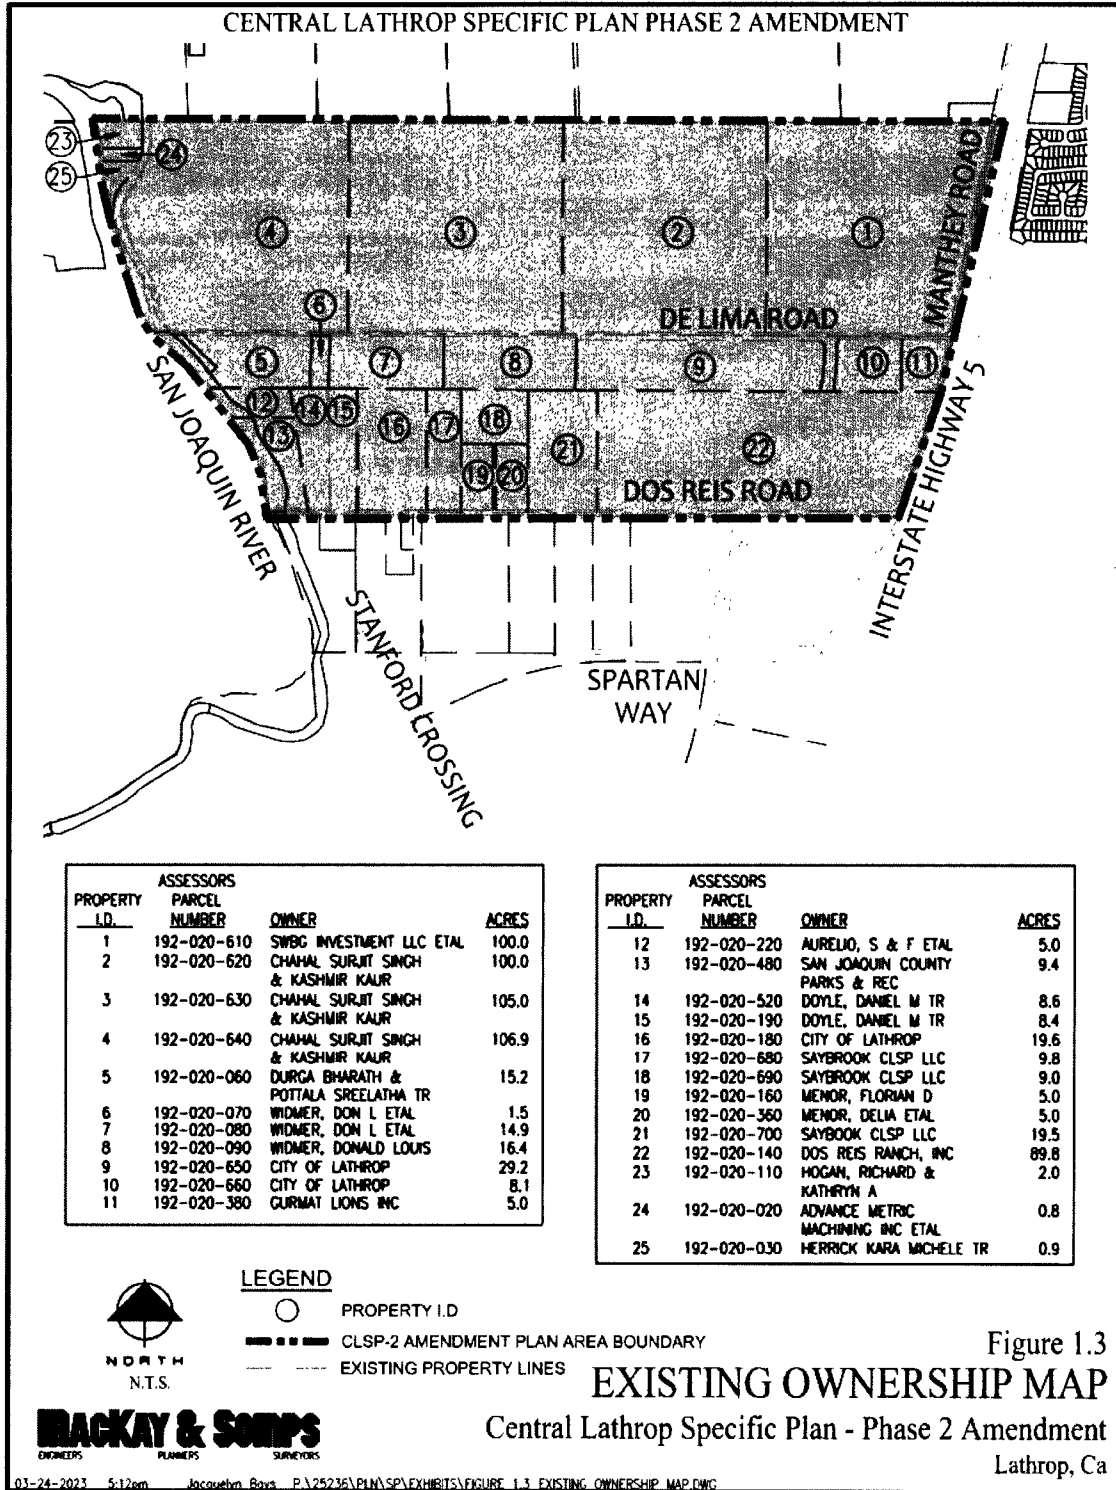 CENTRAL LATHROP SPECIFIC PLAN PHASE 2 AMENDMENT
23
24
25
4
3
2
1
MANTHEY ROAD
DE LIMA ROAD
6
5
7
8
9
10
11
12
14
15
16
17
18
13
21
22
19
20
DOS REIS ROAD
SAN JOAQUIN RIVER
INTERSTATE HIGHWAY 5
STANFORD CROSSING
SPARTAN
WAY
PROPERTY I.D. ASSESSORS PARCEL NUMBER OWNER ACRES
1 192-020-610 SWBG INVESTMENT LLC ETAL 100.0
2 192-020-620 CHAHAL SURJIT SINGH 100.0
& KASHMIR KAUR
3 192-020-630 CHAHAL SURJIT SINGH 105.0
& KASHMIR KAUR
4 192-020-640 CHAHAL SURJIT SINGH 106.9
& KASHMIR KAUR
5 192-020-060 DURGA BHARATH & 15.2
POTTALA SREELATHA TR
6 192-020-070 WIDMER, DON L ETAL 1.5
7 192-020-080 WIDMER, DON L ETAL 14.9
8 192-020-090 WIDMER, DONALD LOUIS 16.4
9 192-020-650 CITY OF LATHROP 29.2
10 192-020-660 CITY OF LATHROP 8.1
11 192-020-380 GURMAT LIONS INC 5.0
PROPERTY I.D. ASSESSORS PARCEL NUMBER OWNER ACRES
12 192-020-220 AURELIO, S & F ETAL 5.0
13 192-020-480 SAN JOAQUIN COUNTY 9.4
PARKS & REC
14 192-020-520 DOYLE, DANIEL M TR 8.6
15 192-020-190 DOYLE, DANIEL M TR 8.4
16 192-020-180 CITY OF LATHROP 19.6
17 192-020-680 SAYBROOK CLSP LLC 9.8
18 192-020-690 SAYBROOK CLSP LLC 9.0
19 192-020-160 MENOR, FLORIAN D 5.0
20 192-020-360 MENOR, DELIA ETAL 5.0
21 192-020-700 SAYBOOK CLSP LLC 19.5
22 192-020-140 DOS REIS RANCH, INC 89.8
23 192-020-110 HOGAN, RICHARD & 2.0
KATHRYN A
24 192-020-020 ADVANCE METRIC 0.8
MACHINING INC ETAL
25 192-020-030 HERRICK KARA MICHELE TR 0.9
LEGEND
PROPERTY I.D
CLSP-2 AMENDMENT PLAN AREA BOUNDARY
EXISTING PROPERTY LINES
NORTH
N.T.S.
Figure 1.3
EXISTING OWNERSHIP MAP
Central Lathrop Specific Plan - Phase 2 Amendment
Lathrop, Ca
MACKAY & SOMPS
ENGINEERS PLANNERS SURVEYORS
03-24-2023 5:12pm Jacquelyn Bays P:\25236\PLN\SP\EXHIBITS\FIGURE 1.3 EXISTING OWNERSHIP MAP.DWG